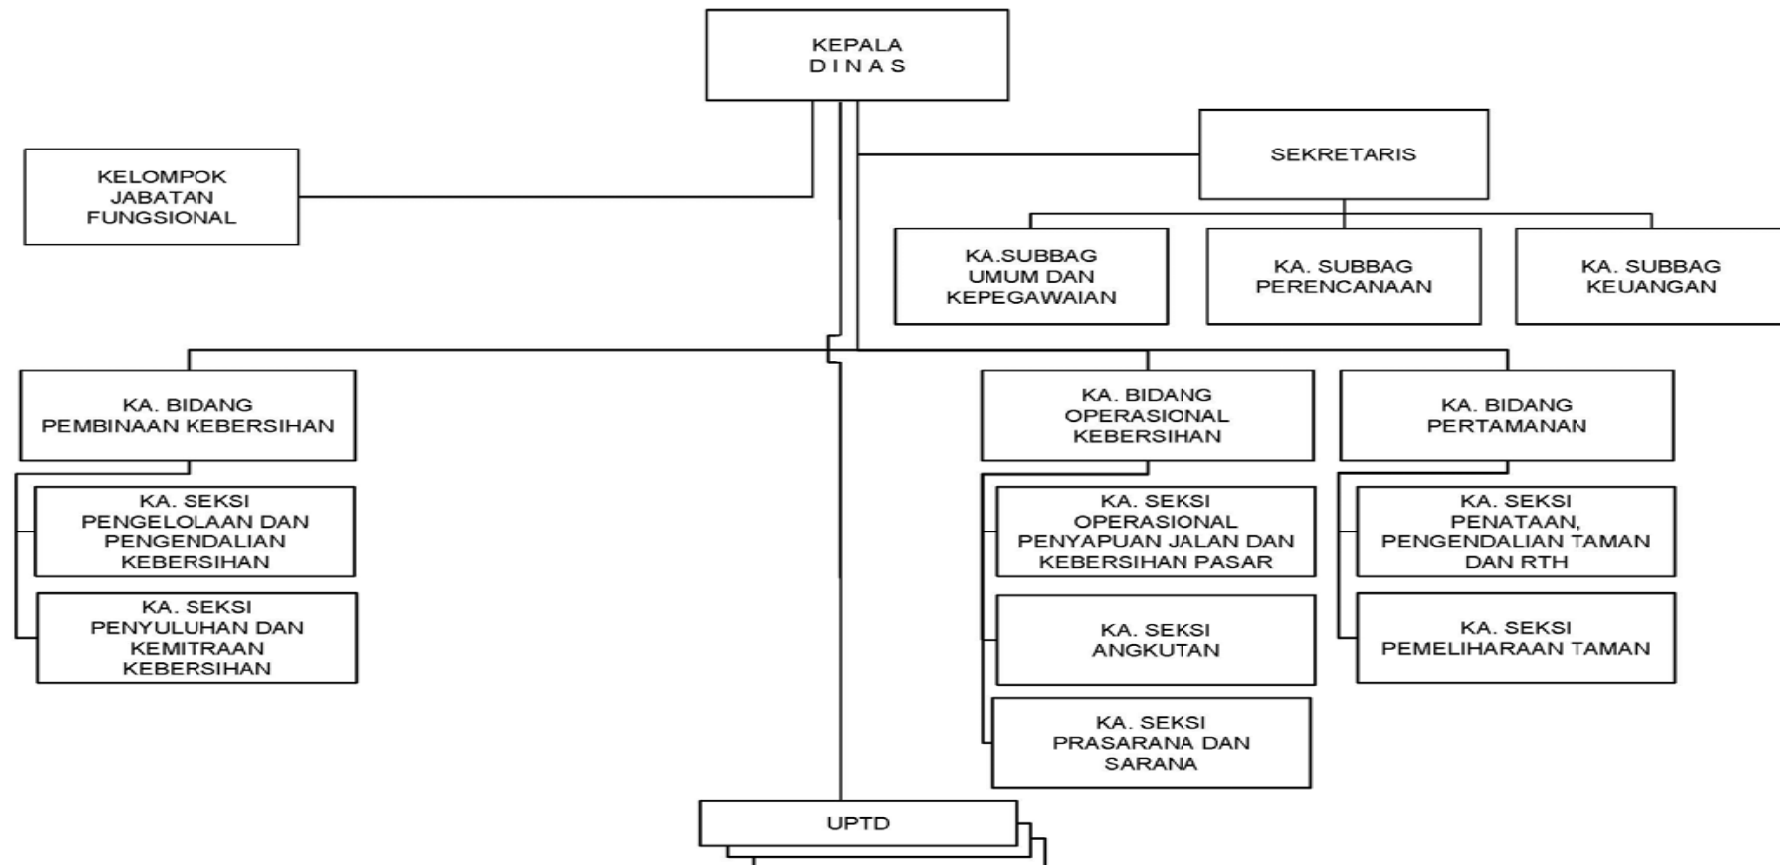 KEPALA
D I N A S
SEKRETARIS
KELOMPOK
JABATAN
FUNGSIONAL
KA.SUBBAG
UMUM DAN
KEPEGAWAIAN
KA. SUBBAG
PERENCANAAN
KA. SUBBAG
KEUANGAN
KA. BIDANG
PEMBINAAN KEBERSIHAN
KA. BIDANG
OPERASIONAL
KEBERSIHAN
KA. BIDANG
PERTAMANAN
KA. SEKSI
PENGELOLAAN DAN
PENGENDALIAN
KEBERSIHAN
KA. SEKSI
OPERASIONAL
PENYAPUAN JALAN DAN
KEBERSIHAN PASAR
KA. SEKSI
PENATAAN,
PENGENDALIAN TAMAN
DAN RTH
KA. SEKSI
PENYULUHAN DAN
KEMITRAAN
KEBERSIHAN
KA. SEKSI
ANGKUTAN
KA. SEKSI
PEMELIHARAAN TAMAN
KA. SEKSI
PRASARANA DAN
SARANA
UPTD